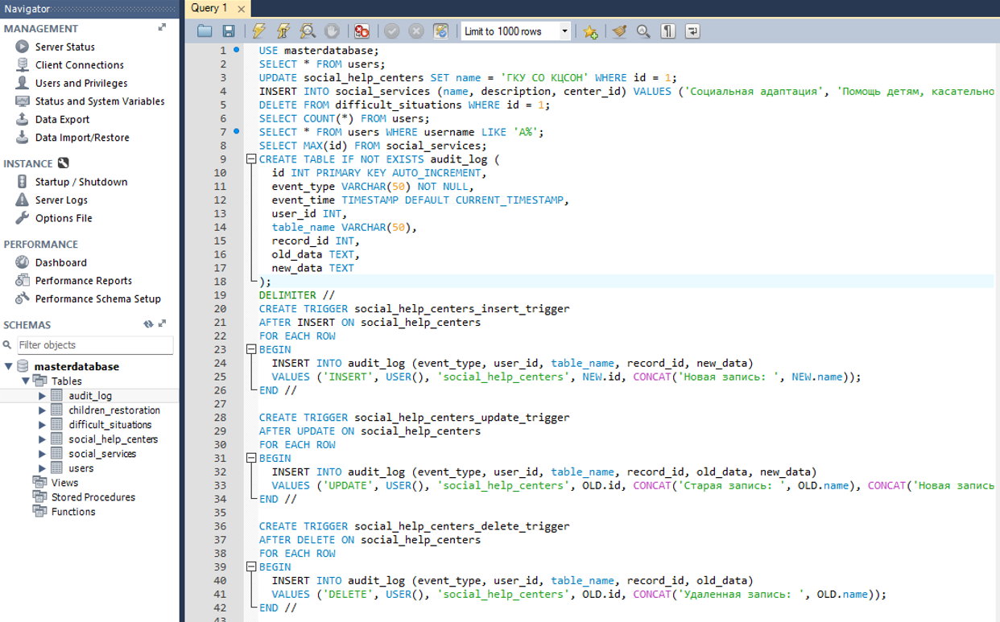 Navigator
MANAGEMENT
Server Status
Client Connections
Users and Privileges
Status and System Variables
Data Export
Data Import/Restore
INSTANCE
Startup / Shutdown
Server Logs
Options File
PERFORMANCE
Dashboard
Performance Reports
Performance Schema Setup
SCHEMAS
Filter objects
masterdatabase
Tables
audit_log
children_restoration
difficult_situations
social_help_centers
social_services
users
Views
Stored Procedures
Functions
Query 1
Limit to 1000 rows
1 USE masterdatabase;
2 SELECT * FROM users;
3 UPDATE social_help_centers SET name = 'ГКУ СО КЦСОН' WHERE id = 1;
4 INSERT INTO social_services (name, description, center_id) VALUES ('Социальная адаптация', 'Помощь детям, касательно
5 DELETE FROM difficult_situations WHERE id = 1;
6 SELECT COUNT(*) FROM users;
7 SELECT * FROM users WHERE username LIKE 'A%';
8 SELECT MAX(id) FROM social_services;
9 CREATE TABLE IF NOT EXISTS audit_log (
10 id INT PRIMARY KEY AUTO_INCREMENT,
11 event_type VARCHAR(50) NOT NULL,
12 event_time TIMESTAMP DEFAULT CURRENT_TIMESTAMP,
13 user_id INT,
14 table_name VARCHAR(50),
15 record_id INT,
16 old_data TEXT,
17 new_data TEXT
18 );
19 DELIMITER //
20 CREATE TRIGGER social_help_centers_insert_trigger
21 AFTER INSERT ON social_help_centers
22 FOR EACH ROW
23 BEGIN
24 INSERT INTO audit_log (event_type, user_id, table_name, record_id, new_data)
25 VALUES ('INSERT', USER(), 'social_help_centers', NEW.id, CONCAT('Новая запись: ', NEW.name));
26 END //
27
28 CREATE TRIGGER social_help_centers_update_trigger
29 AFTER UPDATE ON social_help_centers
30 FOR EACH ROW
31 BEGIN
32 INSERT INTO audit_log (event_type, user_id, table_name, record_id, old_data, new_data)
33 VALUES ('UPDATE', USER(), 'social_help_centers', OLD.id, CONCAT('Старая запись: ', OLD.name), CONCAT('Новая запись
34 END //
35
36 CREATE TRIGGER social_help_centers_delete_trigger
37 AFTER DELETE ON social_help_centers
38 FOR EACH ROW
39 BEGIN
40 INSERT INTO audit_log (event_type, user_id, table_name, record_id, old_data)
41 VALUES ('DELETE', USER(), 'social_help_centers', OLD.id, CONCAT('Удаленная запись: ', OLD.name));
42 END //
43